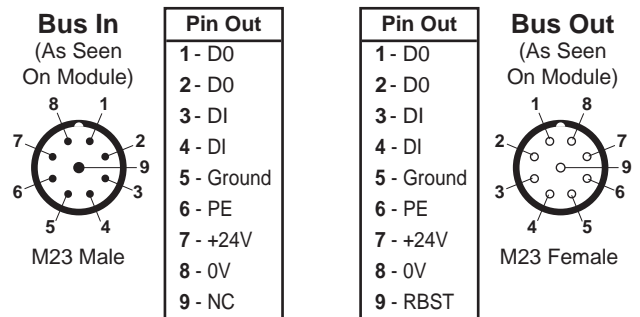 Bus In
(As Seen
On Module)
8 1
7 2
9
6 3
5 4
M23 Male
Pin Out
1 - D0
2 - D0
3 - DI
4 - DI
5 - Ground
6 - PE
7 - +24V
8 - 0V
9 - NC
Pin Out
1 - D0
2 - D0
3 - DI
4 - DI
5 - Ground
6 - PE
7 - +24V
8 - 0V
9 - RBST
Bus Out
(As Seen
On Module)
1 8
2 7
9
3 6
4 5
M23 Female